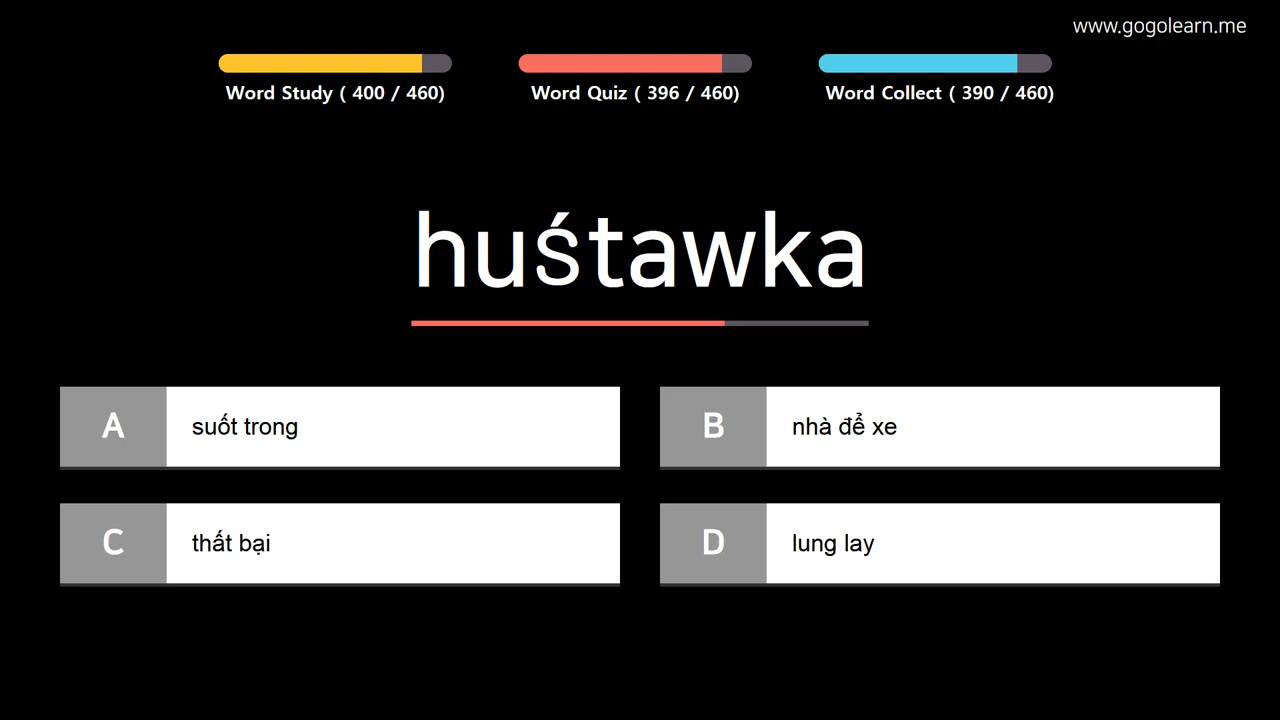 www.gogolearn.me
Word Study ( 400 / 460)
Word Quiz ( 396 / 460)
Word Collect ( 390 / 460)
huśtawka
A
suốt trong
B
nhà để xe
C
thất bại
D
lung lay